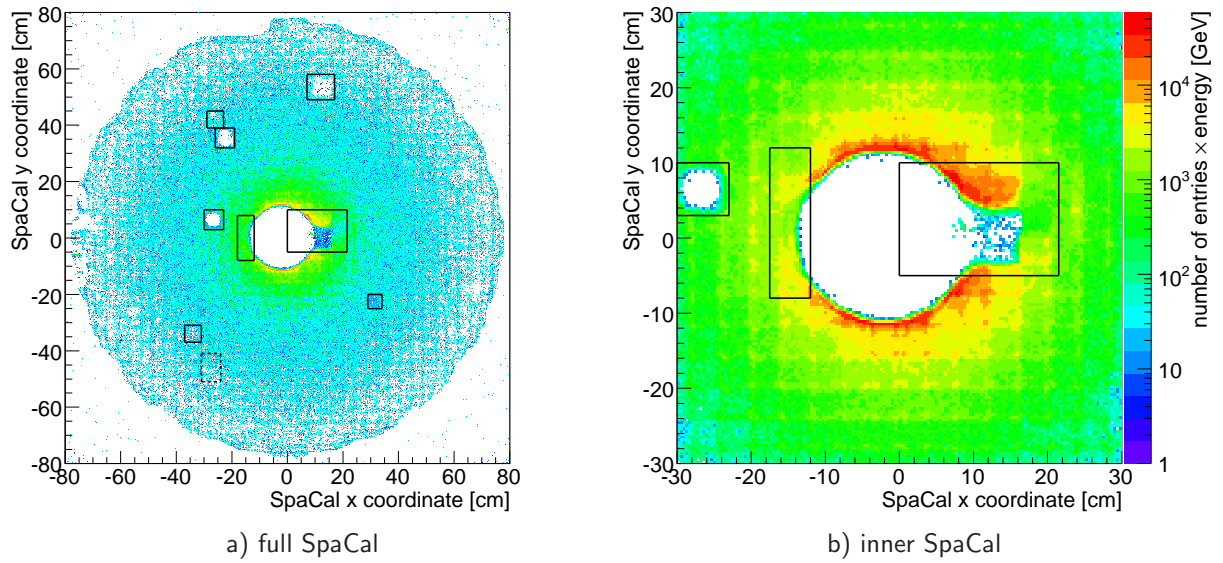 SpaCal y coordinate [cm]
80
60
40
20
0
-20
-40
-60
-80
-80 -60 -40 -20 0 20 40 60 80
SpaCal x coordinate [cm]
a) full SpaCal
SpaCal y coordinate [cm]
30
20
10
0
-10
-20
-30
-30 -20 -10 0 10 20 30
SpaCal x coordinate [cm]
b) inner SpaCal
number of entries × energy [GeV]
10⁴
10³
10²
10
1